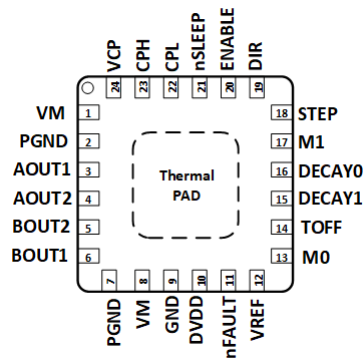 VCP
CPH
CPL
nSLEEP
ENABLE
DIR
24
23
22
21
20
19
VM 1
PGND 2
AOUT1 3
AOUT2 4
BOUT2 5
BOUT1 6
Thermal
PAD
18 STEP
17 M1
16 DECAY0
15 DECAY1
14 TOFF
13 M0
7
8
9
10
11
12
PGND
VM
GND
DVDD
nFAULT
VREF